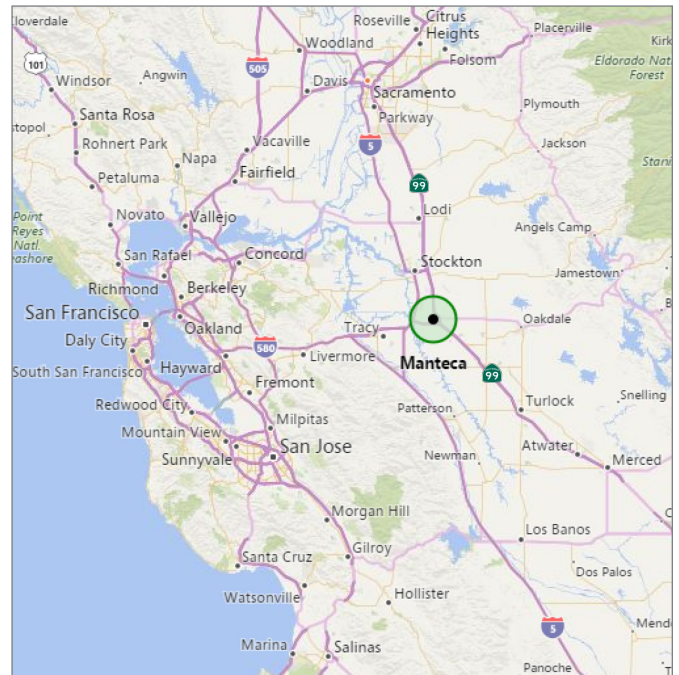 Cloverdale
Roseville
Citrus
Heights
Placerville
Kirk
101
Woodland
Eldorado Nat
Forest
Angwin
505
Davis
Folsom
Windsor
Sacramento
Santa Rosa
Parkway
Plymouth
stopol
Rohnert Park
Vacaville
5
Jackson
Napa
Stani
Petaluma
Fairfield
99
Point
Reyes
Natl.
eashore
Novato
Vallejo
Lodi
Angels Camp
San Rafael
Concord
Stockton
Jamestown
Richmond
Berkeley
San Francisco
Oakland
Tracy
Oakdale
B
Daly City
580
Livermore
Manteca
South San Francisco
Hayward
99
Fremont
Snelling
Redwood City
Patterson
Turlock
Milpitas
Mountain View
San Jose
Atwater
Sunnyvale
Newman
Merced
Morgan Hill
Los Banos
C
Santa Cruz
Gilroy
Dos Palos
Watsonville
Hollister
5
Mend
Marina
Salinas
Panoche
T